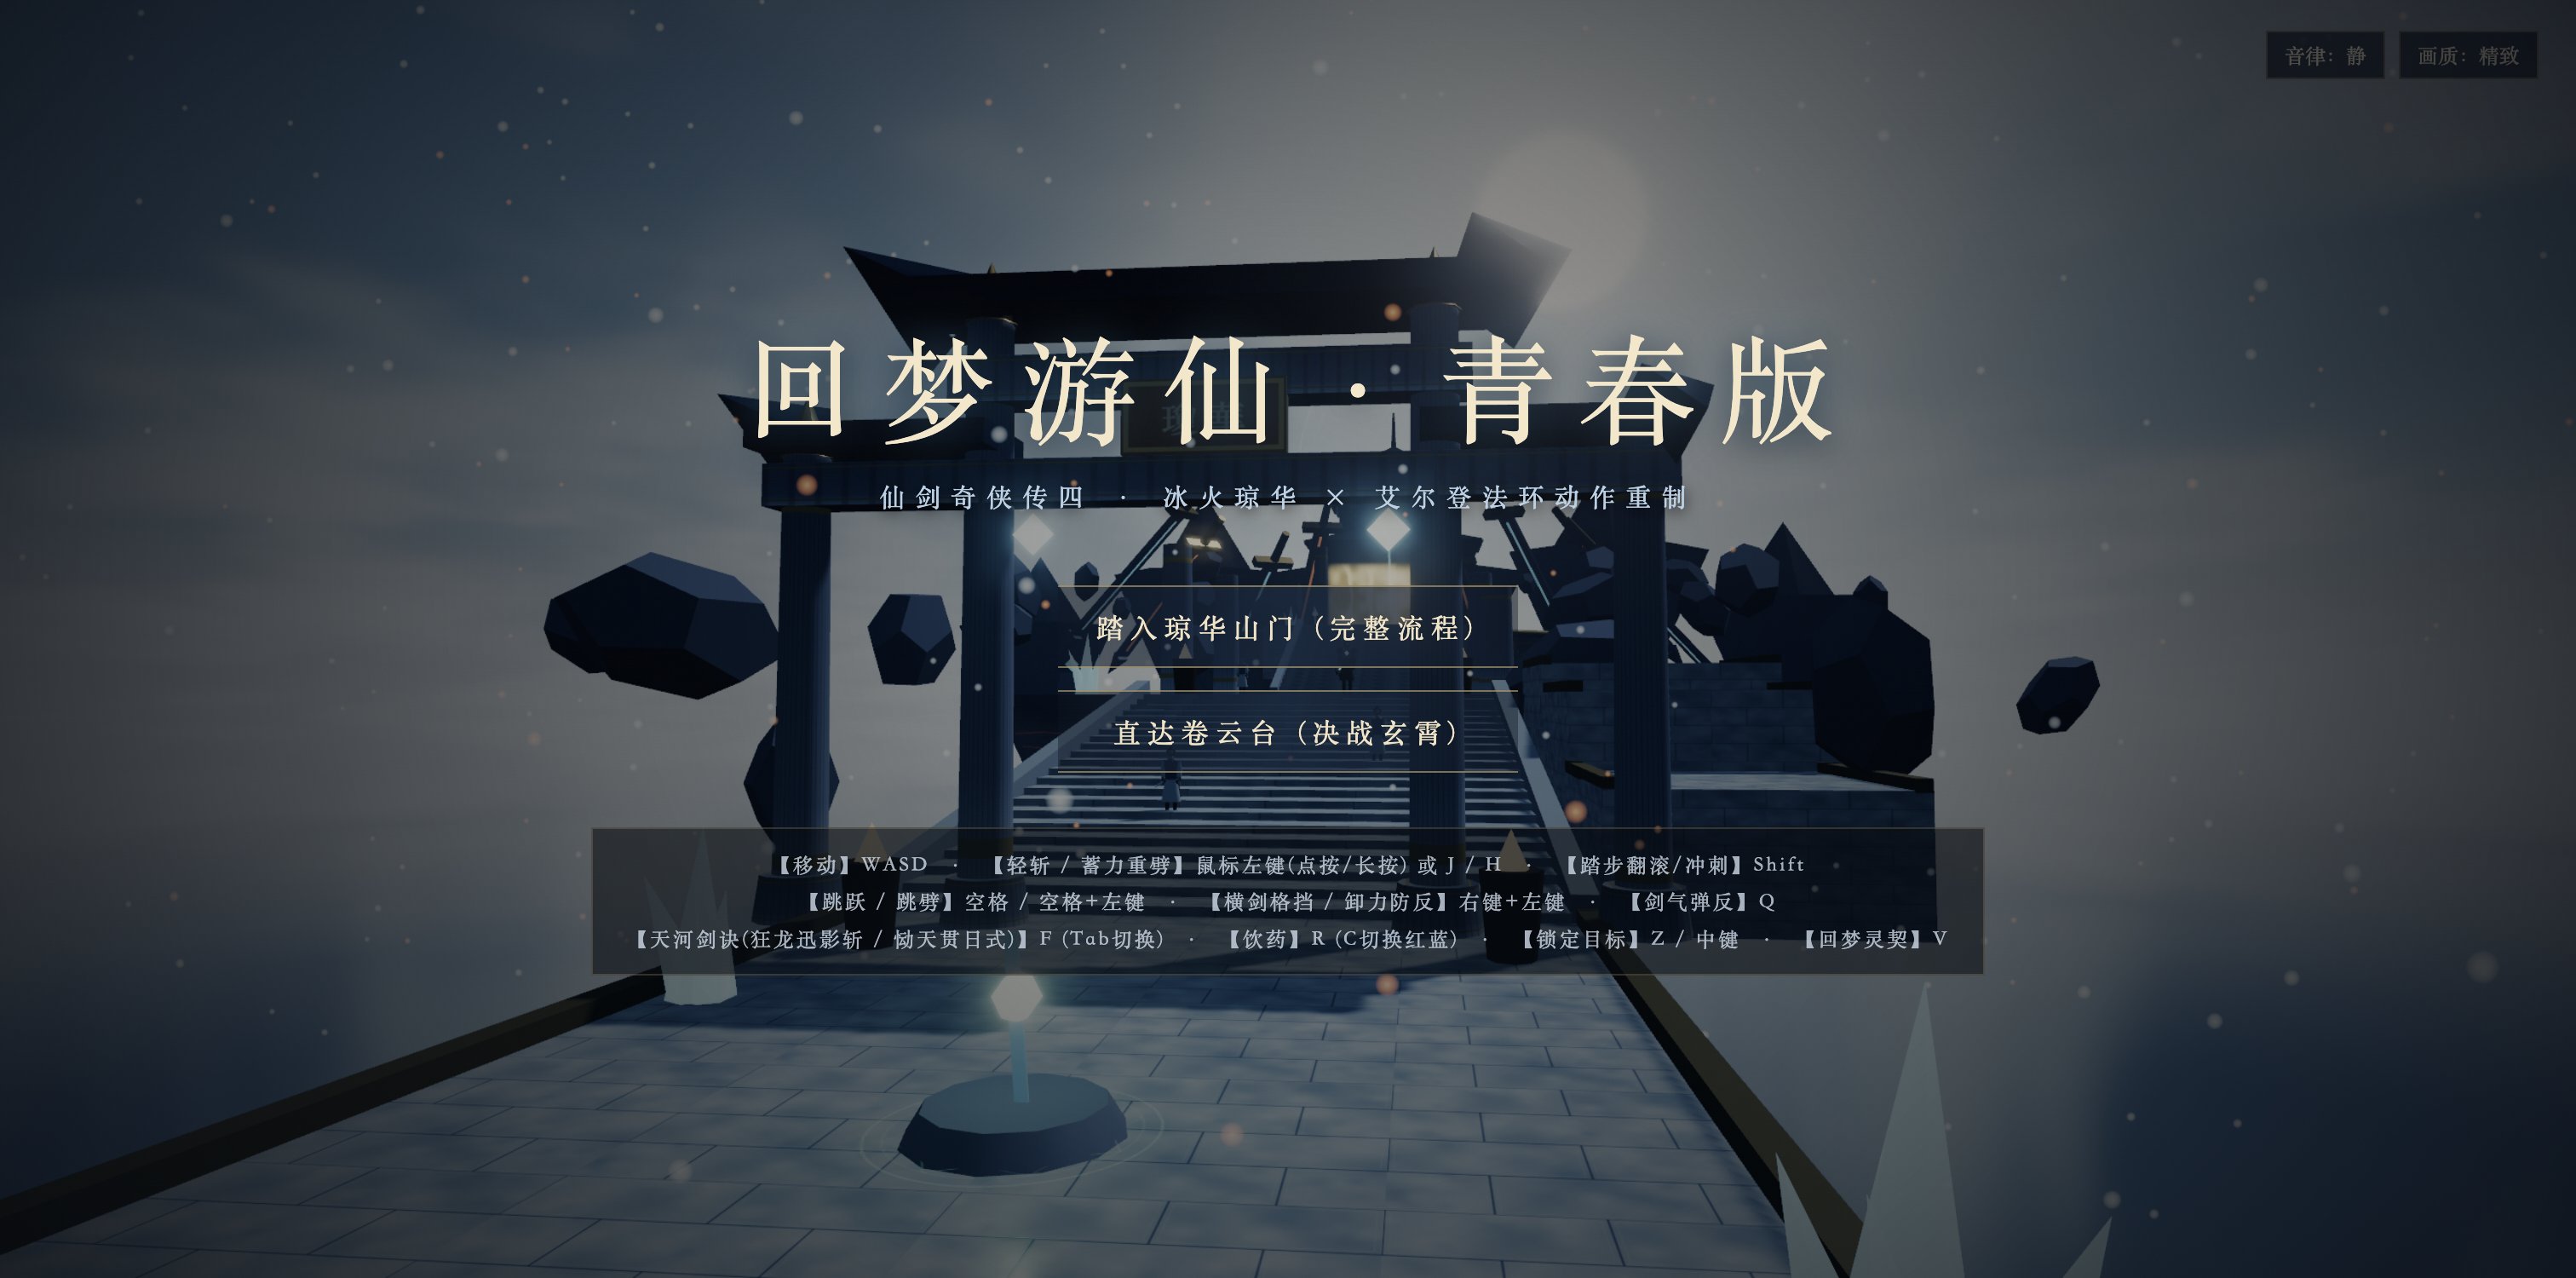 音律：静 画质：精致
回梦游仙·青春版
仙剑奇侠传四 · 冰火琼华 × 艾尔登法环动作重制
踏入琼华山门（完整流程）
直达卷云台（决战玄霄）
【移动】WASD · 【轻斩 / 蓄力重劈】鼠标左键(点按/长按) 或 J / H · 【踏步翻滚/冲刺】Shift
【跳跃 / 跳劈】空格 / 空格+左键 · 【横剑格挡 / 卸力防反】右键+左键 · 【剑气弹反】Q
【天河剑诀(狂龙迅影斩 / 恸天贯日式)】F (Tab切换) · 【饮药】R (C切换红蓝) · 【锁定目标】Z / 中键 · 【回梦灵契】V